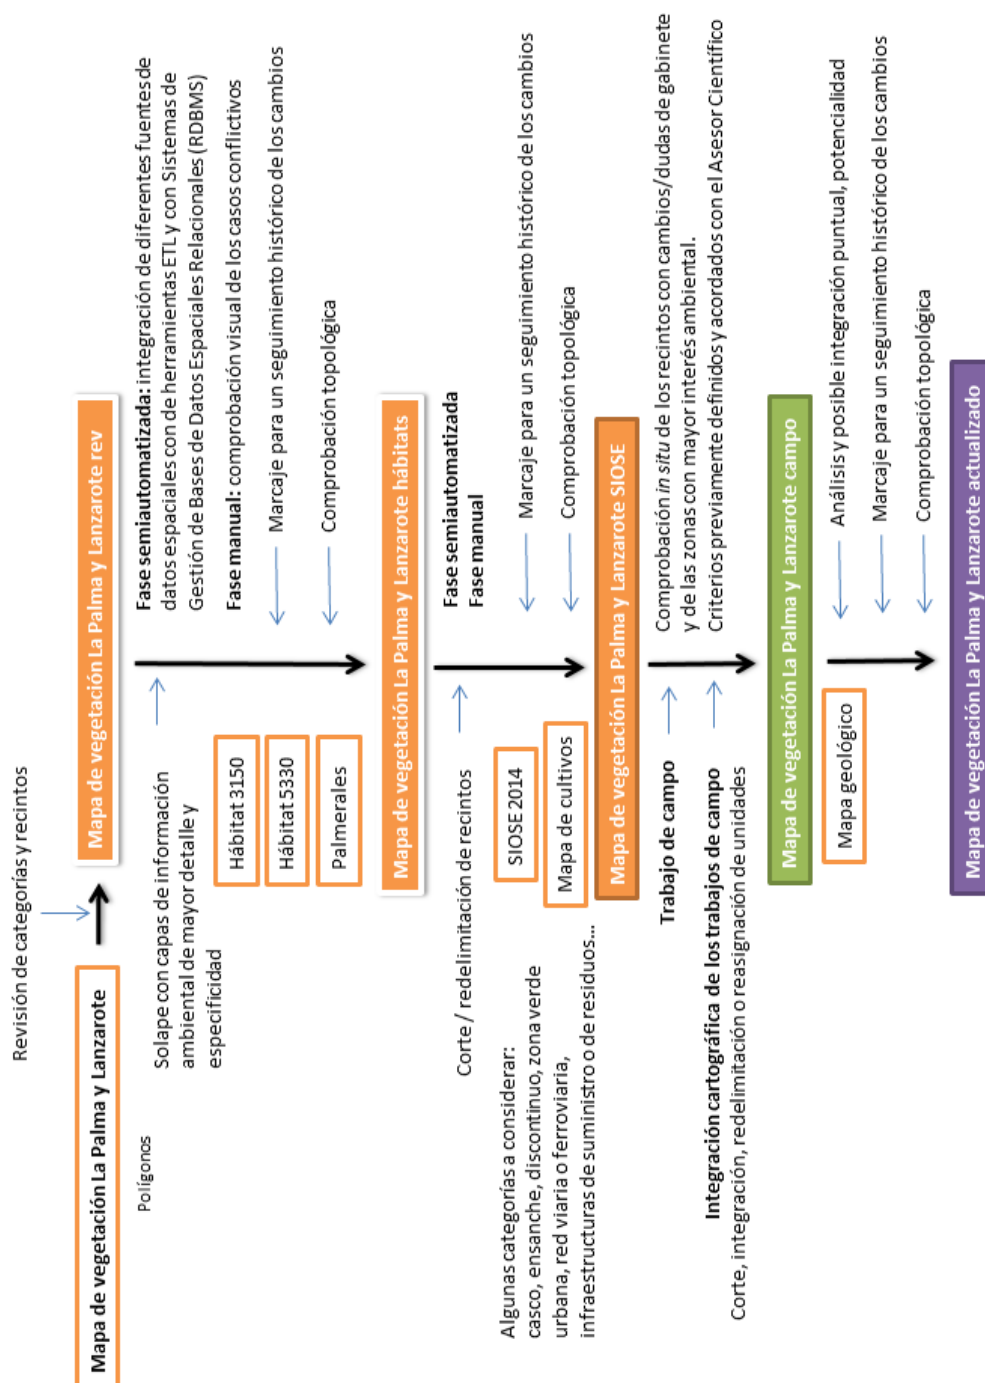 Revisión de categorías y recintos
Mapa de vegetación La Palma y Lanzarote
Mapa de vegetación La Palma y Lanzarote rev
Polígonos
Solape con capas de información
ambiental de mayor detalle y
especificidad
Fase semiautomatizada: integración de diferentes fuentes de
datos espaciales con de herramientas ETL y con Sistemas de
Gestión de Bases de Datos Espaciales Relacionales (RDBMS)
Fase manual: comprobación visual de los casos conflictivos
Hábitat 3150
Hábitat 5330
Palmerales
Marcaje para un seguimiento histórico de los cambios
Comprobación topológica
Mapa de vegetación La Palma y Lanzarote hábitats
Corte / redelimitación de recintos
Fase semiautomatizada
Fase manual
Algunas categorías a considerar:
casco, ensanche, discontinuo, zona verde
urbana, red viaria o ferroviaria,
infraestructuras de suministro o de residuos...
SIOSE 2014
Mapa de cultivos
Marcaje para un seguimiento histórico de los cambios
Comprobación topológica
Mapa de vegetación La Palma y Lanzarote SIOSE
Trabajo de campo
Comprobación in situ de los recintos con cambios/dudas de gabinete
y de las zonas con mayor interés ambiental.
Criterios previamente definidos y acordados con el Asesor Científico
Integración cartográfica de los trabajos de campo
Corte, integración, redelimitación o reasignación de unidades
Mapa de vegetación La Palma y Lanzarote campo
Mapa geológico
Análisis y posible integración puntual, potencialidad
Marcaje para un seguimiento histórico de los cambios
Comprobación topológica
Mapa de vegetación La Palma y Lanzarote actualizado